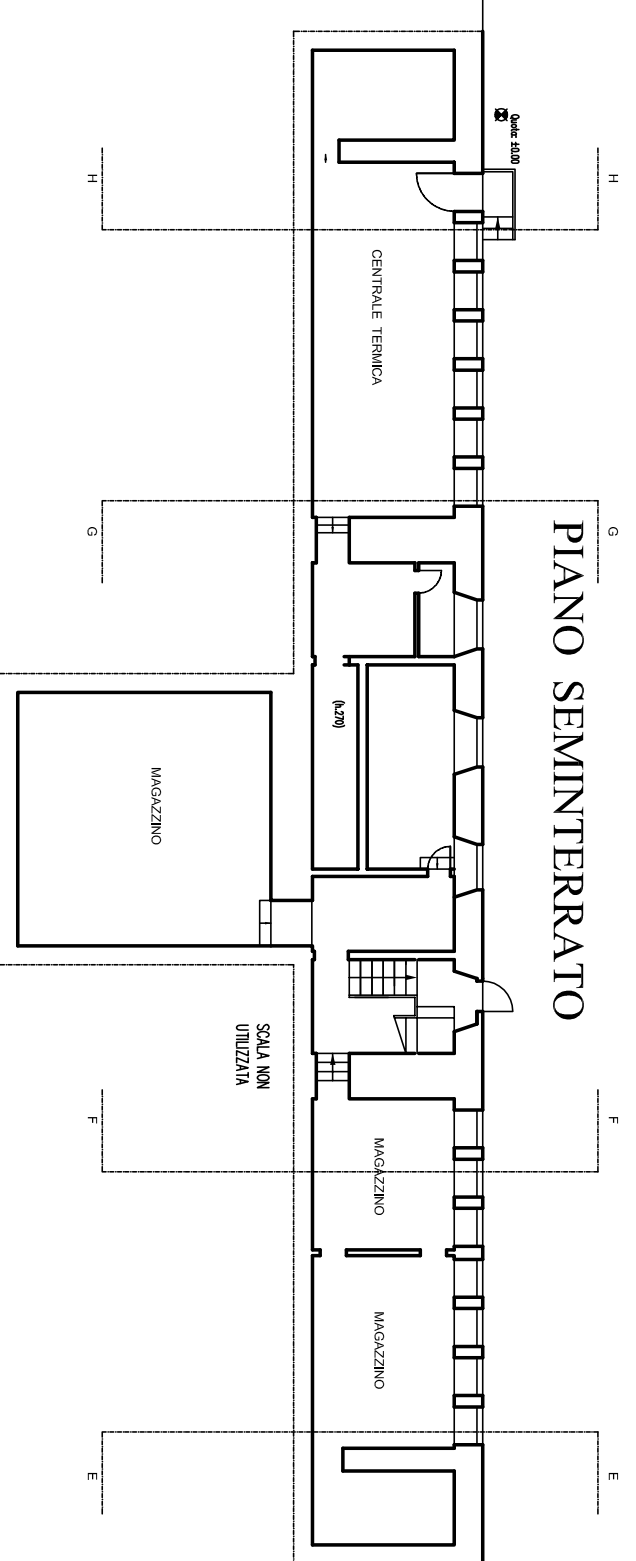 PIANO SEMINTERRATO
Quota: ±0.00
H
G
F
E
CENTRALE TERMICA
(h.270)
MAGAZZINO
MAGAZZINO
MAGAZZINO
SCALA NON
UTILIZZATA
H
G
F
E